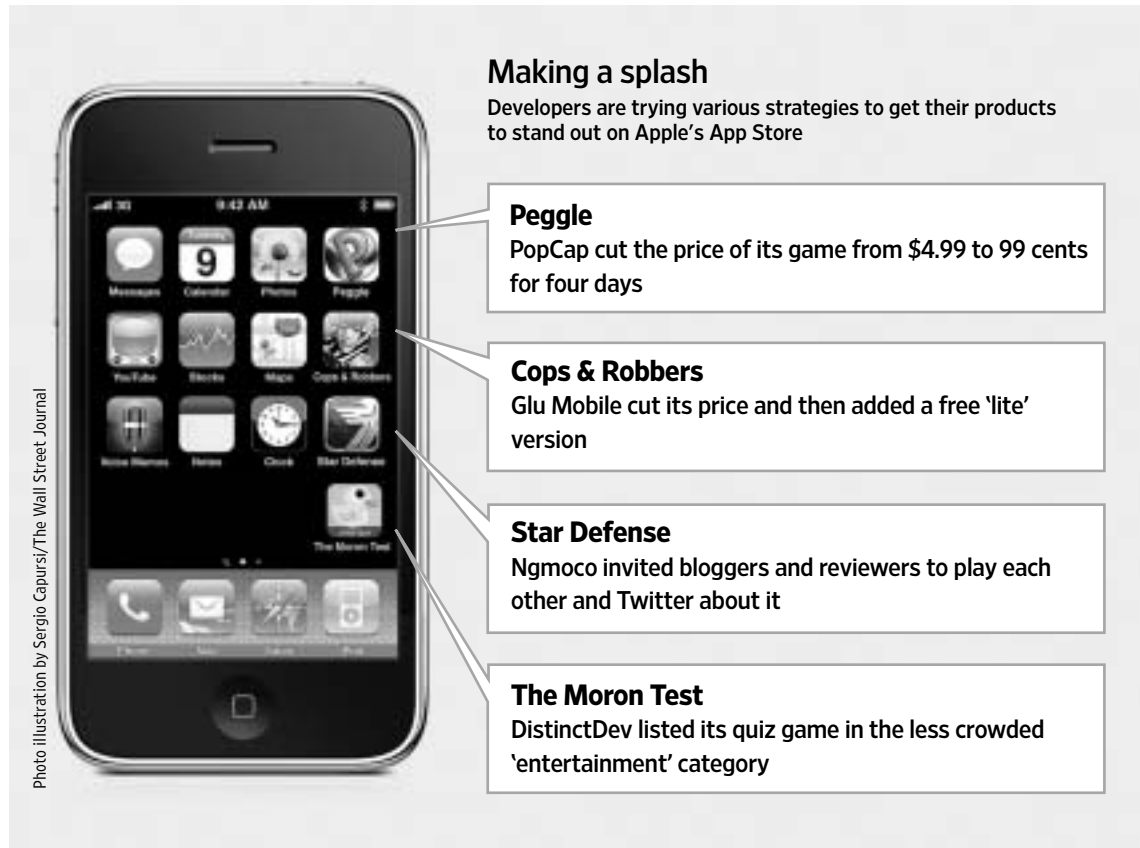 Making a splash
Developers are trying various strategies to get their products
to stand out on Apple's App Store
3G 9:42 AM
9
Messages Calendar Photos Peggle
YouTube Stocks Maps Cops & Robbers
Voice Memos Notes Clock Star Defense
The Moron Test
Phone Mail Safari iPod
Peggle
PopCap cut the price of its game from $4.99 to 99 cents
for four days
Cops & Robbers
Glu Mobile cut its price and then added a free ‘lite’
version
Star Defense
Ngmoco invited bloggers and reviewers to play each
other and Twitter about it
The Moron Test
DistinctDev listed its quiz game in the less crowded
‘entertainment’ category
Photo illustration by Sergio Capursi/The Wall Street Journal